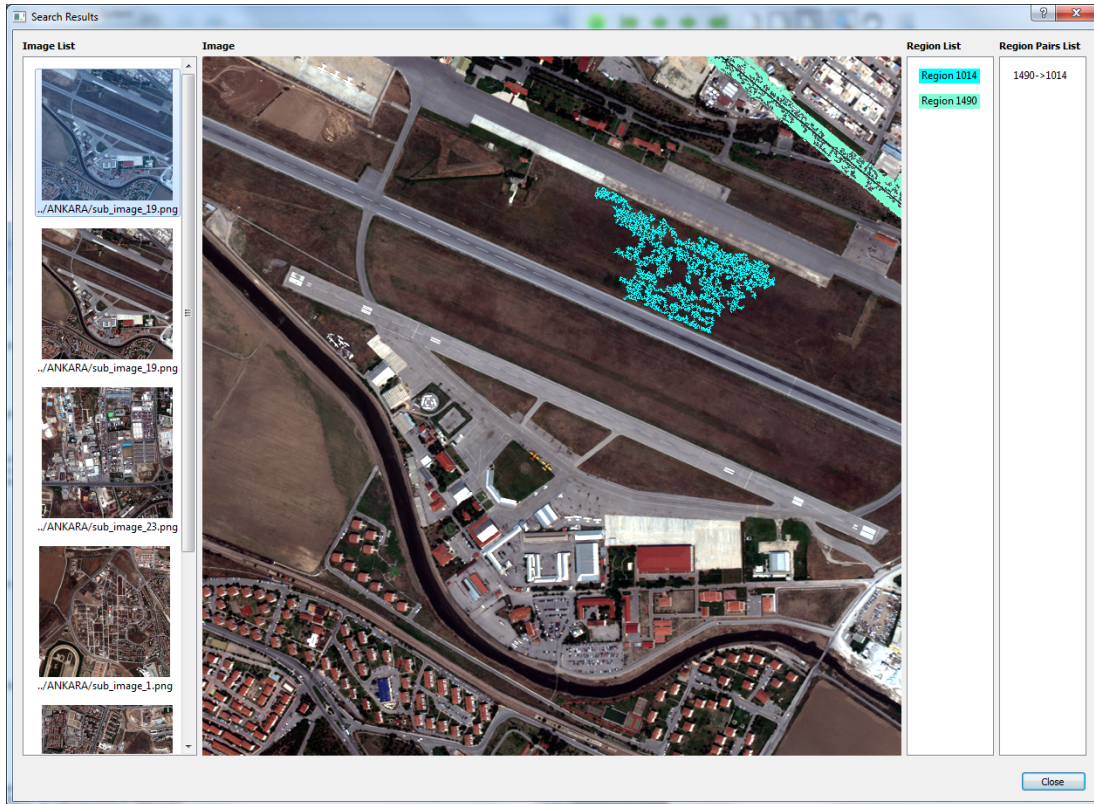 Search Results
Image List
Image
Region List
Region Pairs List
../ANKARA/sub_image_19.png
../ANKARA/sub_image_19.png
../ANKARA/sub_image_23.png
../ANKARA/sub_image_1.png
Region 1014
Region 1490
1490->1014
Close